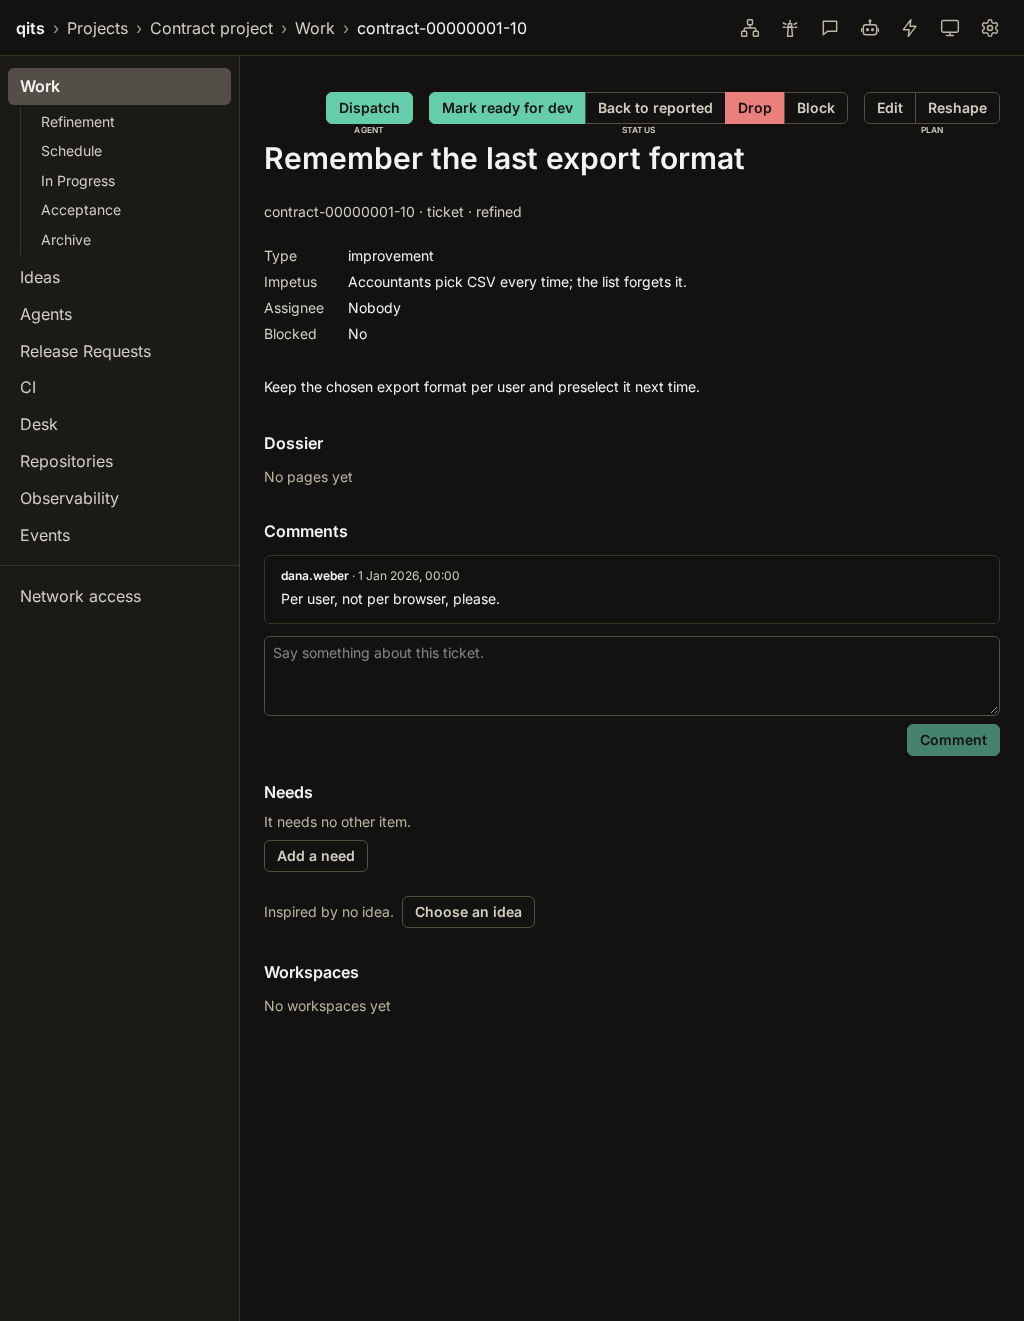 qits › Projects › Contract project › Work › contract-00000001-10
Work
Refinement
Schedule
In Progress
Acceptance
Archive
Ideas
Agents
Release Requests
CI
Desk
Repositories
Observability
Events
Network access
Dispatch
AGENT
Mark ready for dev Back to reported Drop Block
STATUS
Edit Reshape
PLAN
Remember the last export format
contract-00000001-10 · ticket · refined
Type improvement
Impetus Accountants pick CSV every time; the list forgets it.
Assignee Nobody
Blocked No
Keep the chosen export format per user and preselect it next time.
Dossier
No pages yet
Comments
dana.weber · 1 Jan 2026, 00:00
Per user, not per browser, please.
Say something about this ticket.
Comment
Needs
It needs no other item.
Add a need
Inspired by no idea. Choose an idea
Workspaces
No workspaces yet